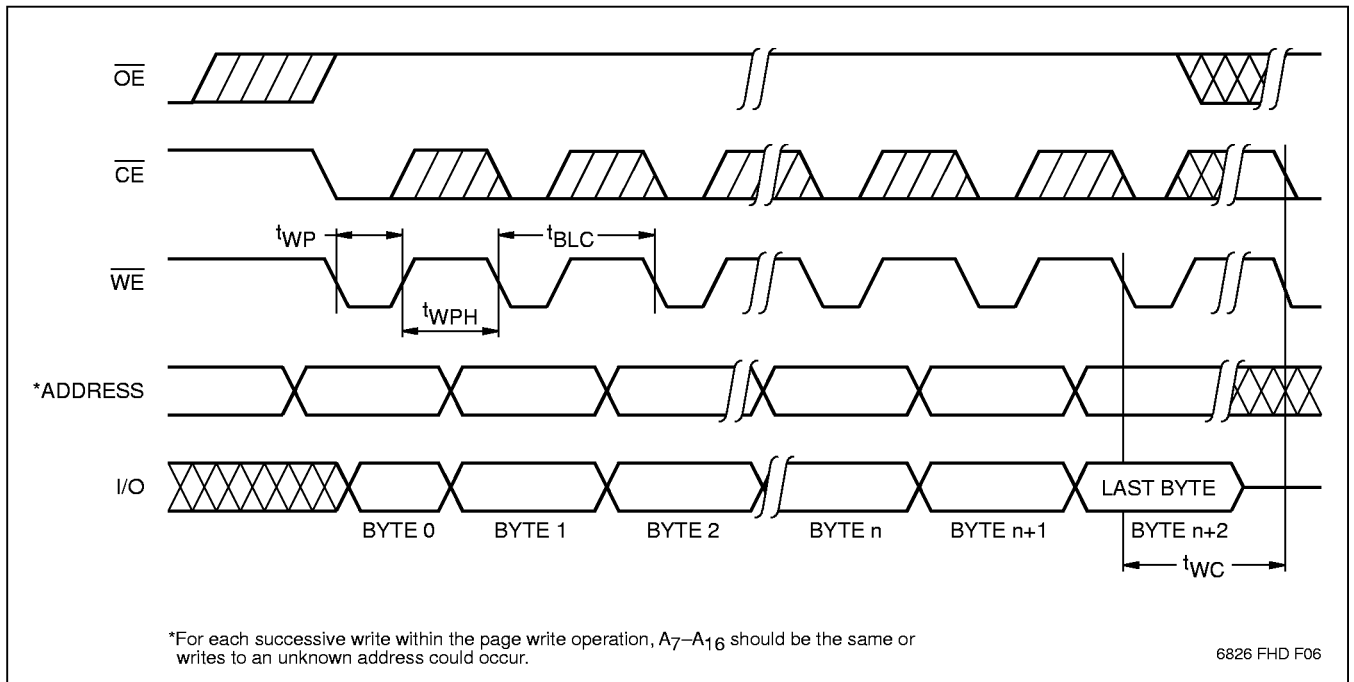 OE
CE
tWP
tBLC
WE
tWPH
*ADDRESS
I/O
LAST BYTE
BYTE 0 BYTE 1 BYTE 2 BYTE n BYTE n+1 BYTE n+2
tWC
*For each successive write within the page write operation, A7–A16 should be the same or
writes to an unknown address could occur.
6826 FHD F06